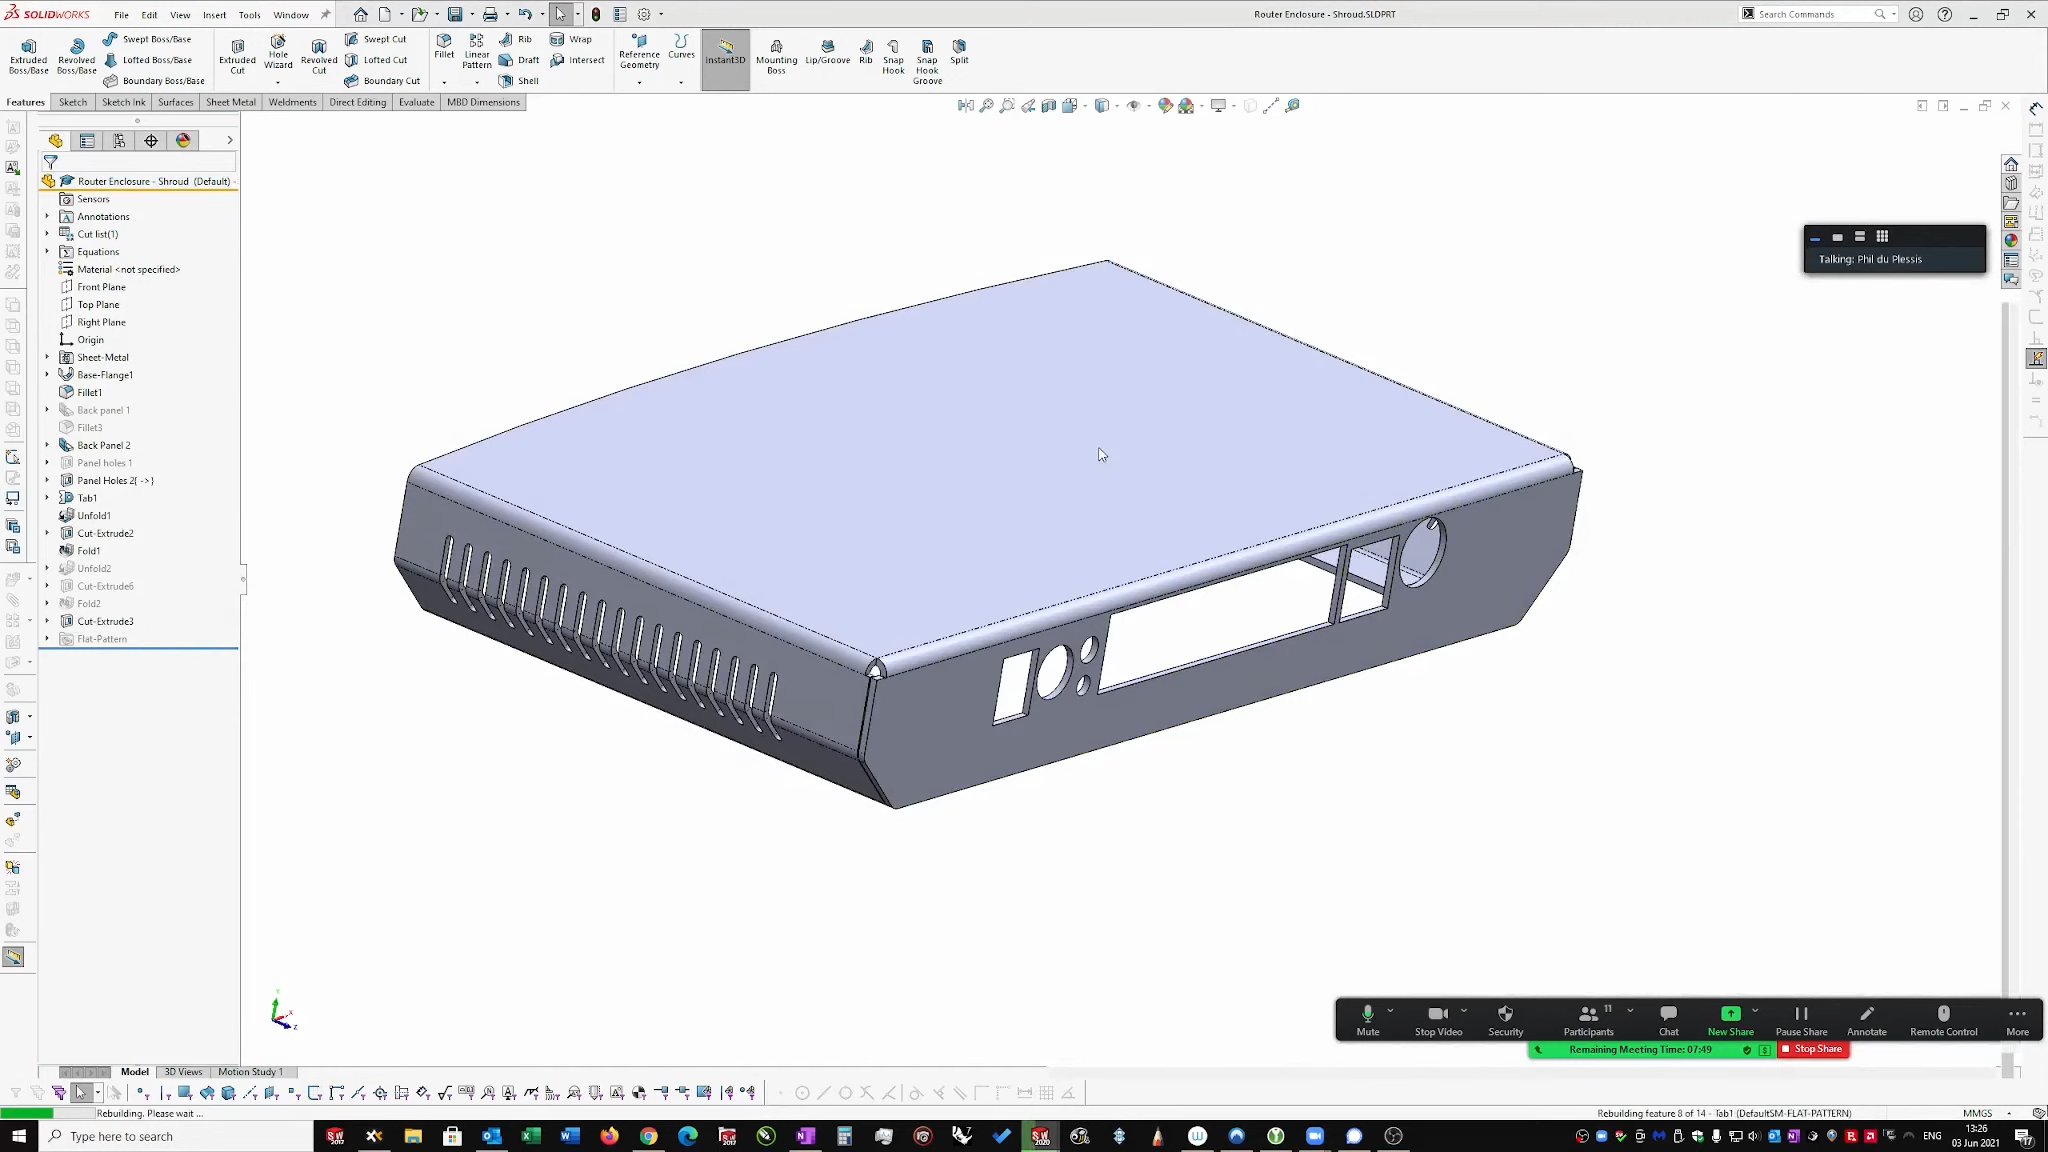 SOLIDWORKS File Edit View Insert Tools Window Router Enclosure - Shroud.SLDPRT Search Commands
Extruded Boss/Base
Revolved Boss/Base
Swept Boss/Base
Lofted Boss/Base
Boundary Boss/Base
Extruded Cut
Hole Wizard
Revolved Cut
Swept Cut
Lofted Cut
Boundary Cut
Fillet
Linear Pattern
Rib
Draft
Shell
Wrap
Intersect
Reference Geometry
Curves
Instant3D
Mounting Boss
Lip/Groove
Rib
Snap Hook
Snap Hook Groove
Split
Features Sketch Sketch Ink Surfaces Sheet Metal Weldments Direct Editing Evaluate MBD Dimensions
Router Enclosure - Shroud (Default)
Sensors
Annotations
Cut list(1)
Equations
Material <not specified>
Front Plane
Top Plane
Right Plane
Origin
Sheet-Metal
Base-Flange1
Fillet1
Back panel 1
Fillet3
Back Panel 2
Panel holes 1
Panel Holes 2{ ->}
Tab1
Unfold1
Cut-Extrude2
Fold1
Unfold2
Cut-Extrude6
Fold2
Cut-Extrude3
Flat-Pattern
Talking: Phil du Plessis
Y
X
Z
Mute Stop Video Security Participants 11 Chat New Share Pause Share Annotate Remote Control More
Remaining Meeting Time: 07:49 Stop Share
Model 3D Views Motion Study 1
Rebuilding. Please wait ... Rebuilding feature 8 of 14 - Tab1 (DefaultSM-FLAT-PATTERN) MMGS
Type here to search
ENG
13:26
03 Jun 2021